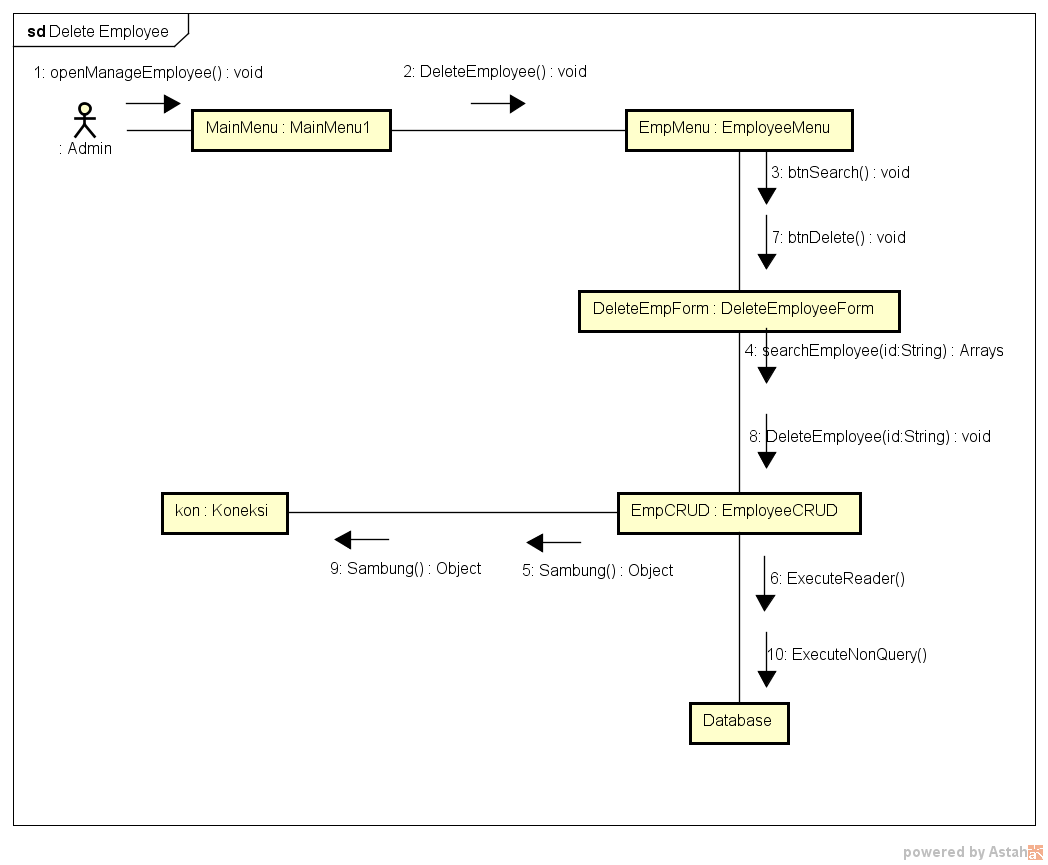 sd Delete Employee
1: openManageEmployee() : void
2: DeleteEmployee() : void
: Admin
MainMenu : MainMenu1
EmpMenu : EmployeeMenu
3: btnSearch() : void
7: btnDelete() : void
DeleteEmpForm : DeleteEmployeeForm
4: searchEmployee(id:String) : Arrays
8: DeleteEmployee(id:String) : void
kon : Koneksi
EmpCRUD : EmployeeCRUD
9: Sambung() : Object
5: Sambung() : Object
6: ExecuteReader()
10: ExecuteNonQuery()
Database
powered by Astah